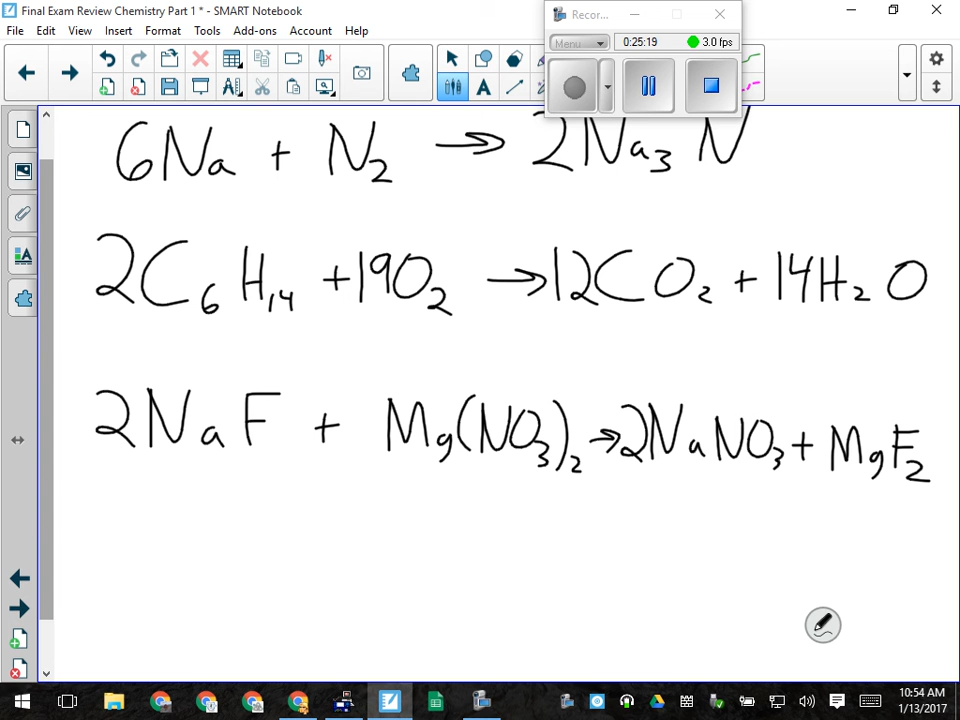 Final Exam Review Chemistry Part 1 * - SMART Notebook
Recor...
File Edit View Insert Format Tools Add-ons Account Help
Menu
0:25:19
3.0 fps
6Na + N₂ → 2Na₃N
2C₆H₁₄ + 19O₂ → 12CO₂ + 14H₂O
2NaF + Mg(NO₃)₂ → 2NaNO₃ + MgF₂
10:54 AM
1/13/2017